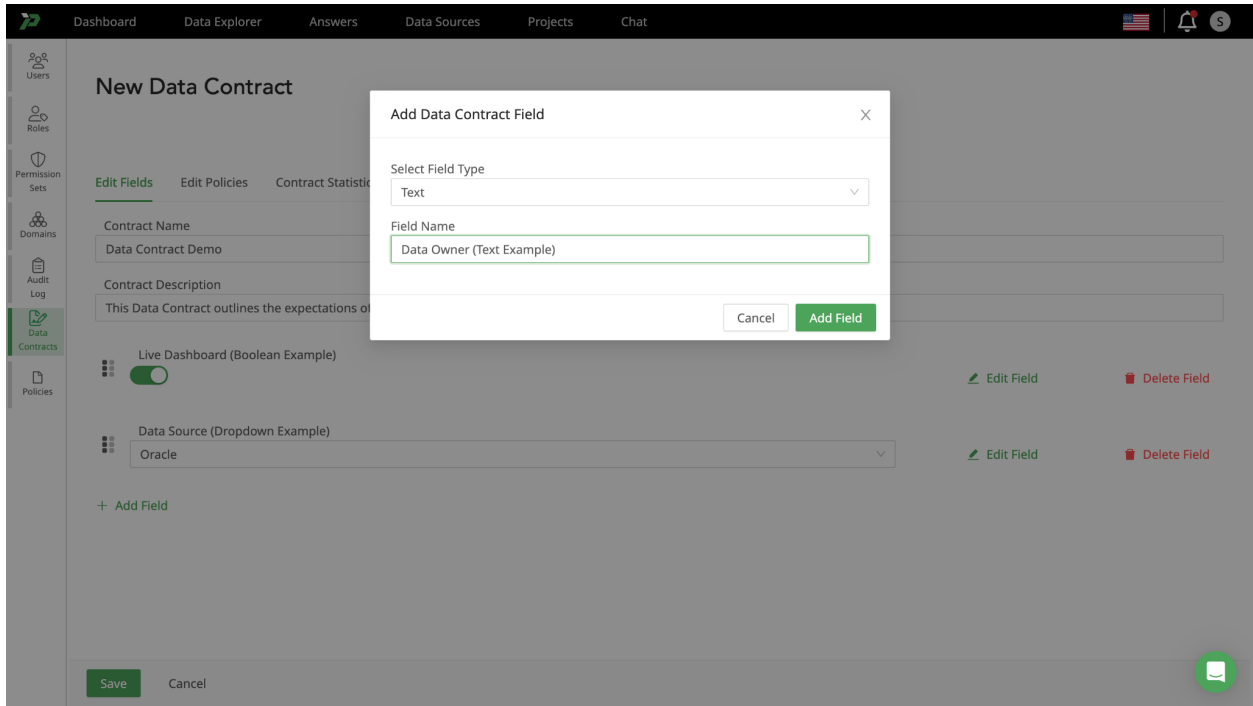 Dashboard Data Explorer Answers Data Sources Projects Chat S
Users
Roles
Permission
Sets
Domains
Audit
Log
Data
Contracts
Policies
New Data Contract
Edit Fields Edit Policies Contract Statistic
Contract Name
Data Contract Demo
Contract Description
This Data Contract outlines the expectations of
Live Dashboard (Boolean Example)
Edit Field Delete Field
Data Source (Dropdown Example)
Oracle
Edit Field Delete Field
+ Add Field
Save Cancel
Add Data Contract Field
Select Field Type
Text
Field Name
Data Owner (Text Example)
Cancel Add Field